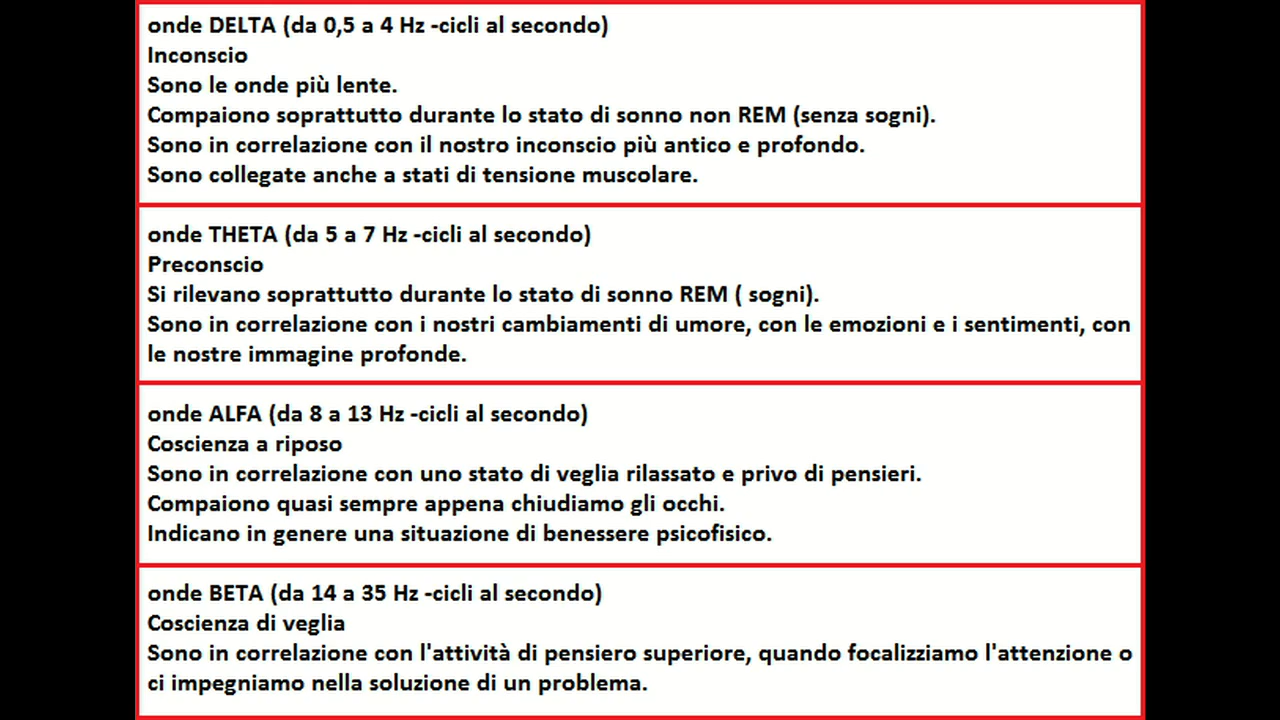 onde DELTA (da 0,5 a 4 Hz -cicli al secondo)
Inconscio
Sono le onde più lente.
Compaiono soprattutto durante lo stato di sonno non REM (senza sogni).
Sono in correlazione con il nostro inconscio più antico e profondo.
Sono collegate anche a stati di tensione muscolare.
onde THETA (da 5 a 7 Hz -cicli al secondo)
Preconscio
Si rilevano soprattutto durante lo stato di sonno REM ( sogni).
Sono in correlazione con i nostri cambiamenti di umore, con le emozioni e i sentimenti, con
le nostre immagine profonde.
onde ALFA (da 8 a 13 Hz -cicli al secondo)
Coscienza a riposo
Sono in correlazione con uno stato di veglia rilassato e privo di pensieri.
Compaiono quasi sempre appena chiudiamo gli occhi.
Indicano in genere una situazione di benessere psicofisico.
onde BETA (da 14 a 35 Hz -cicli al secondo)
Coscienza di veglia
Sono in correlazione con l'attività di pensiero superiore, quando focalizziamo l'attenzione o
ci impegniamo nella soluzione di un problema.